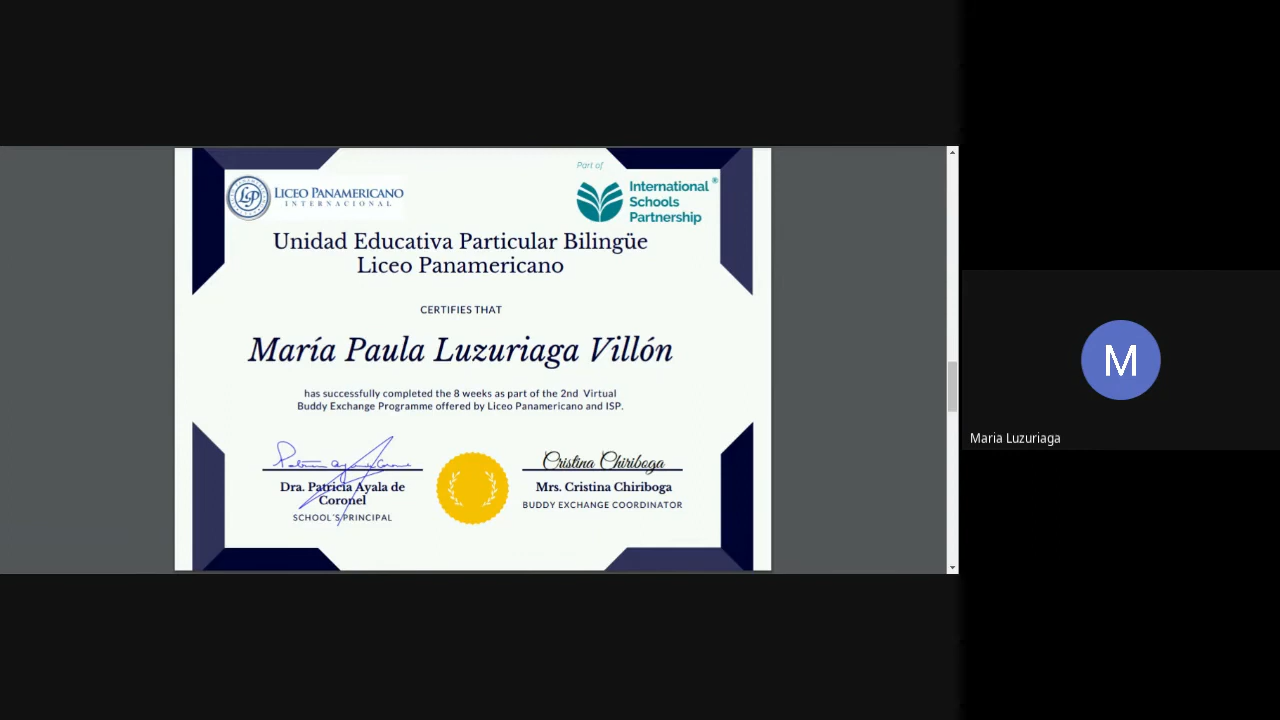 Part of
LICEO PANAMERICANO
INTERNACIONAL
International
Schools
Partnership
Unidad Educativa Particular Bilingüe
Liceo Panamericano
CERTIFIES THAT
María Paula Luzuriaga Villón
has successfully completed the 8 weeks as part of the 2nd Virtual
Buddy Exchange Programme offered by Liceo Panamericano and ISP.
Cristina Chiriboga
Dra. Patricia Ayala de
Coronel
SCHOOL'S PRINCIPAL
Mrs. Cristina Chiriboga
BUDDY EXCHANGE COORDINATOR
M
Maria Luzuriaga